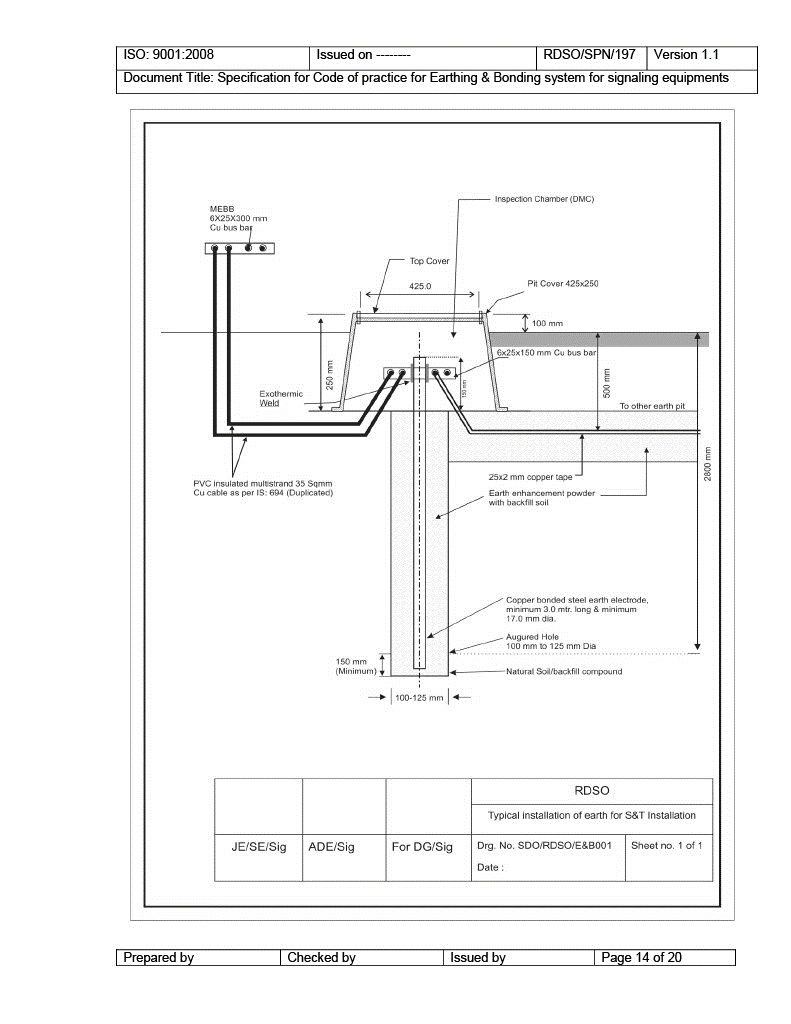 ISO: 9001:2008 Issued on -------- RDSO/SPN/197 Version 1.1
Document Title: Specification for Code of practice for Earthing & Bonding system for signaling equipments
MEBB
6X25X300 mm
Cu bus bar
Inspection Chamber (DMC)
Top Cover
425.0
Pit Cover 425x250
100 mm
250 mm
6x25x150 mm Cu bus bar
150 mm
500 mm
Exothermic
Weld
To other earth pit
2800 mm
PVC insulated multistrand 35 Sqmm
Cu cable as per IS: 694 (Duplicated)
25x2 mm copper tape
Earth enhancement powder
with backfill soil
Copper bonded steel earth electrode,
minimum 3.0 mtr. long & minimum
17.0 mm dia.
Augured Hole
100 mm to 125 mm Dia
150 mm
(Minimum)
Natural Soil/backfill compound
100-125 mm
RDSO
Typical installation of earth for S&T Installation
JE/SE/Sig ADE/Sig For DG/Sig Drg. No. SDO/RDSO/E&B001 Sheet no. 1 of 1
Date :
Prepared by Checked by Issued by Page 14 of 20